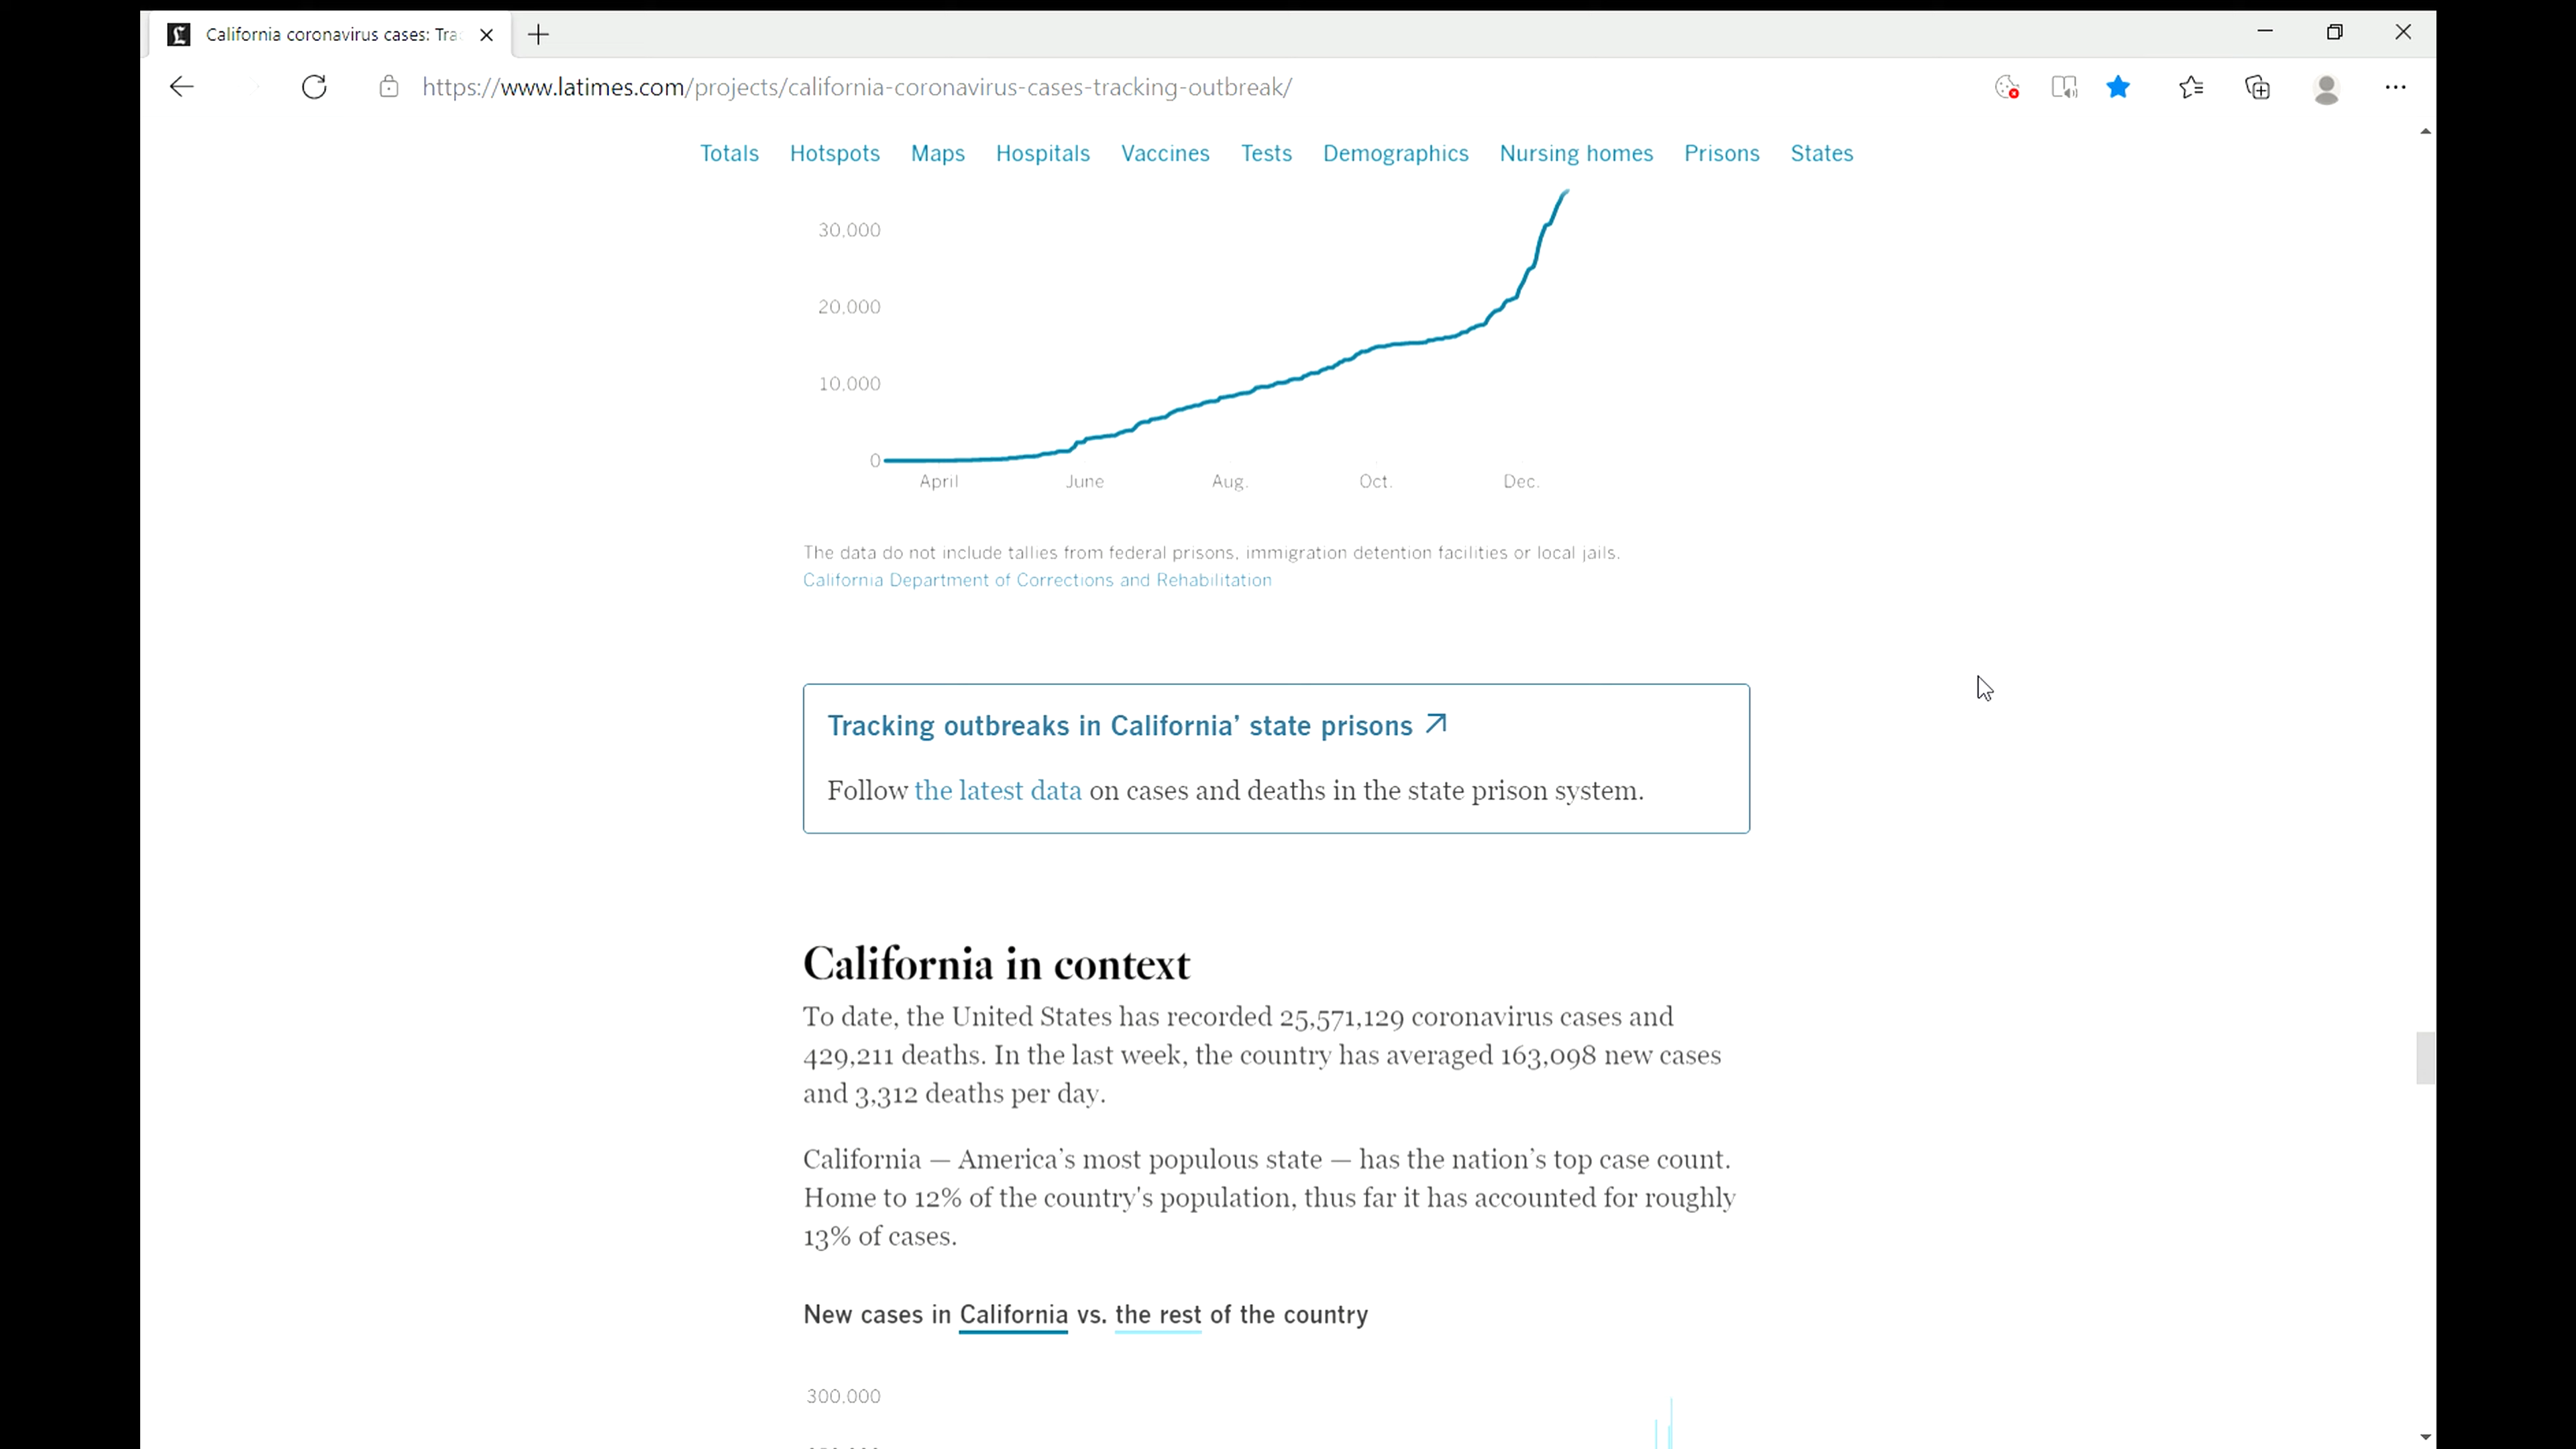 California coronavirus cases: Tra
https://www.latimes.com/projects/california-coronavirus-cases-tracking-outbreak/
Totals Hotspots Maps Hospitals Vaccines Tests Demographics Nursing homes Prisons States
30,000
20,000
10,000
0
April June Aug. Oct. Dec.
The data do not include tallies from federal prisons, immigration detention facilities or local jails.
California Department of Corrections and Rehabilitation
Tracking outbreaks in California’ state prisons
Follow the latest data on cases and deaths in the state prison system.
California in context
To date, the United States has recorded 25,571,129 coronavirus cases and
429,211 deaths. In the last week, the country has averaged 163,098 new cases
and 3,312 deaths per day.
California — America’s most populous state — has the nation’s top case count.
Home to 12% of the country's population, thus far it has accounted for roughly
13% of cases.
New cases in California vs. the rest of the country
300,000